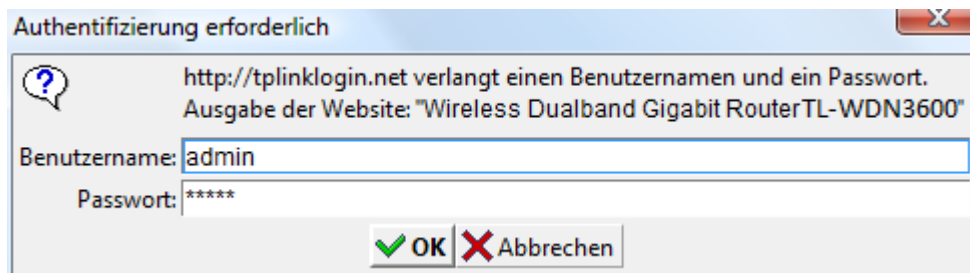 Authentifizierung erforderlich
http://tplinklogin.net verlangt einen Benutzernamen und ein Passwort.
Ausgabe der Website: "Wireless Dualband Gigabit RouterTL-WDN3600"
Benutzername: admin
Passwort: *****
OK Abbrechen